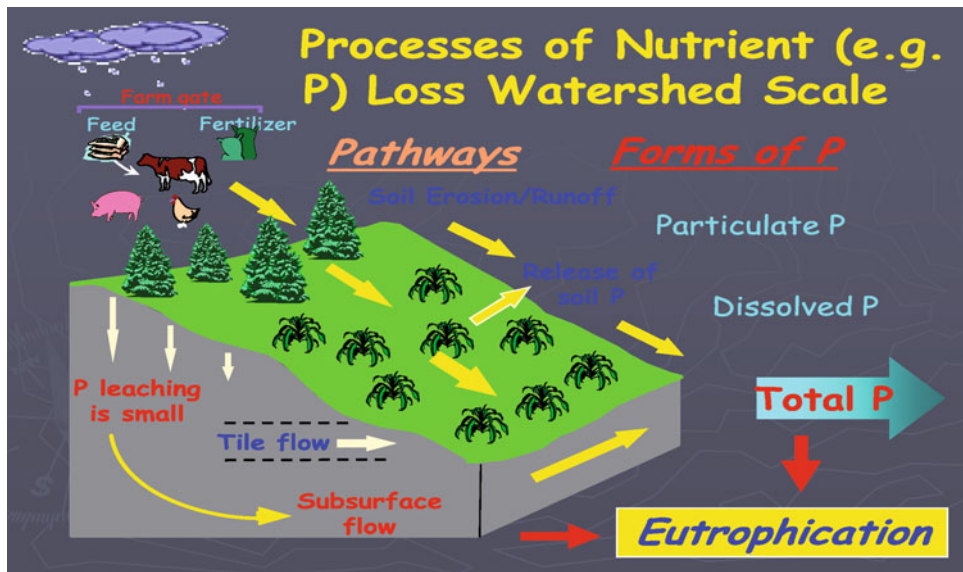 Processes of Nutrient (e.g.
P) Loss Watershed Scale
Farm gate
Feed
Fertilizer
Pathways
Forms of P
Soil Erosion/Runoff
Particulate P
Release of
soil P
Dissolved P
P leaching
is small
Total P
Tile flow
Subsurface
flow
Eutrophication